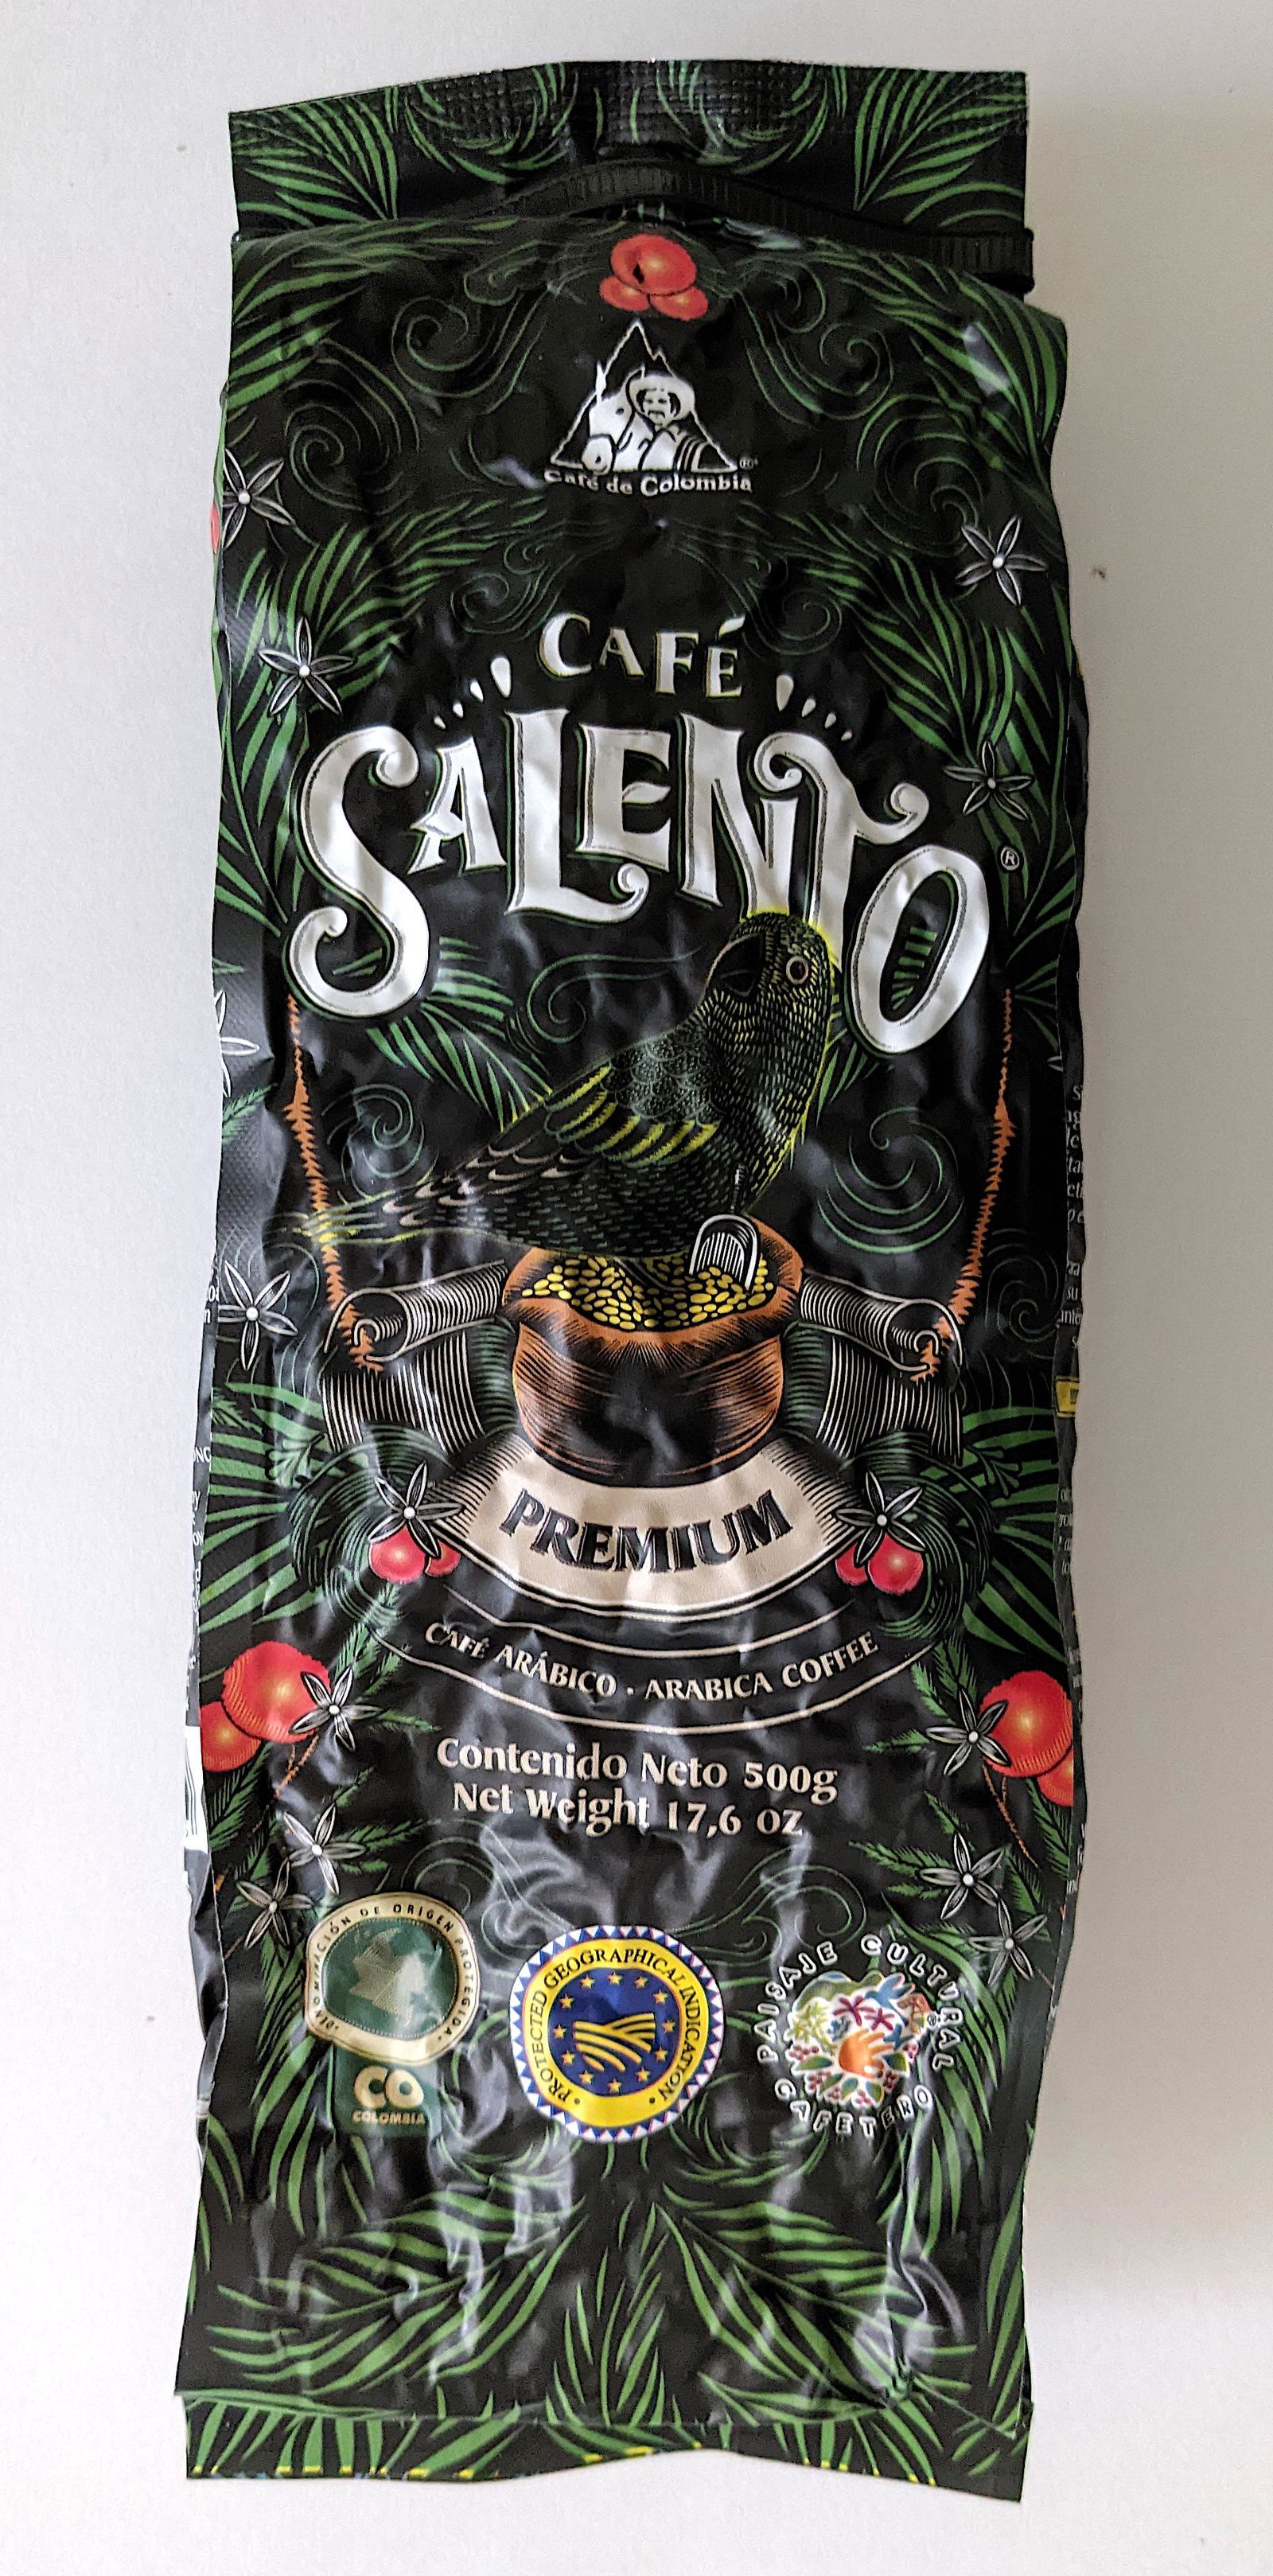 Café de Colombia
CAFÉ
SALENTO
PREMIUM
CAFÉ ARÁBICO · ARABICA COFFEE
Contenido Neto 500g
Net Weight 17,6 oz
DENOMINACIÓN DE ORIGEN PROTEGIDA
CO
COLOMBIA
PROTECTED GEOGRAPHICAL INDICATION
PAISAJE CULTURAL
CAFETERO